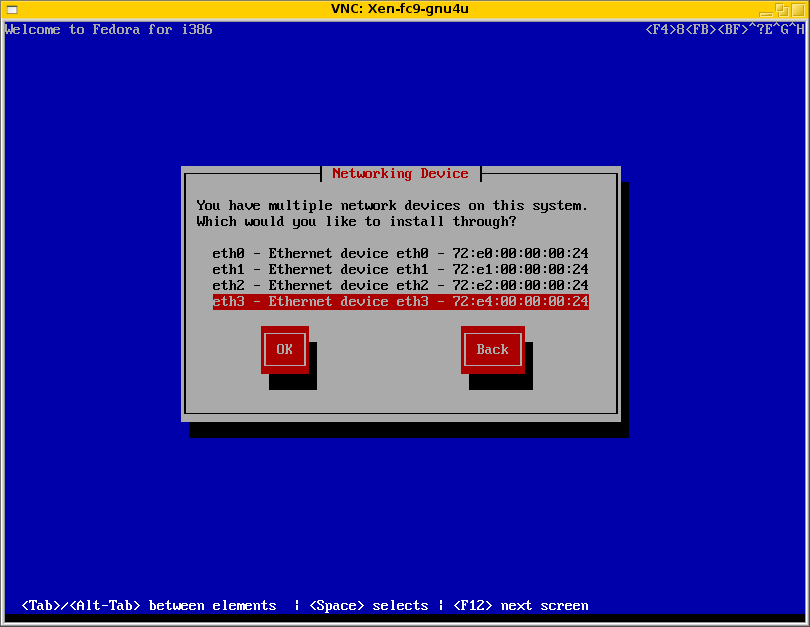 VNC: Xen-fc9-gnu4u
Welcome to Fedora for i386 <F4>8<FB><BF>^?E^G^H
Networking Device
You have multiple network devices on this system.
Which would you like to install through?
eth0 - Ethernet device eth0 - 72:e0:00:00:00:24
eth1 - Ethernet device eth1 - 72:e1:00:00:00:24
eth2 - Ethernet device eth2 - 72:e2:00:00:00:24
eth3 - Ethernet device eth3 - 72:e4:00:00:00:24
OK Back
<Tab>/<Alt-Tab> between elements | <Space> selects | <F12> next screen